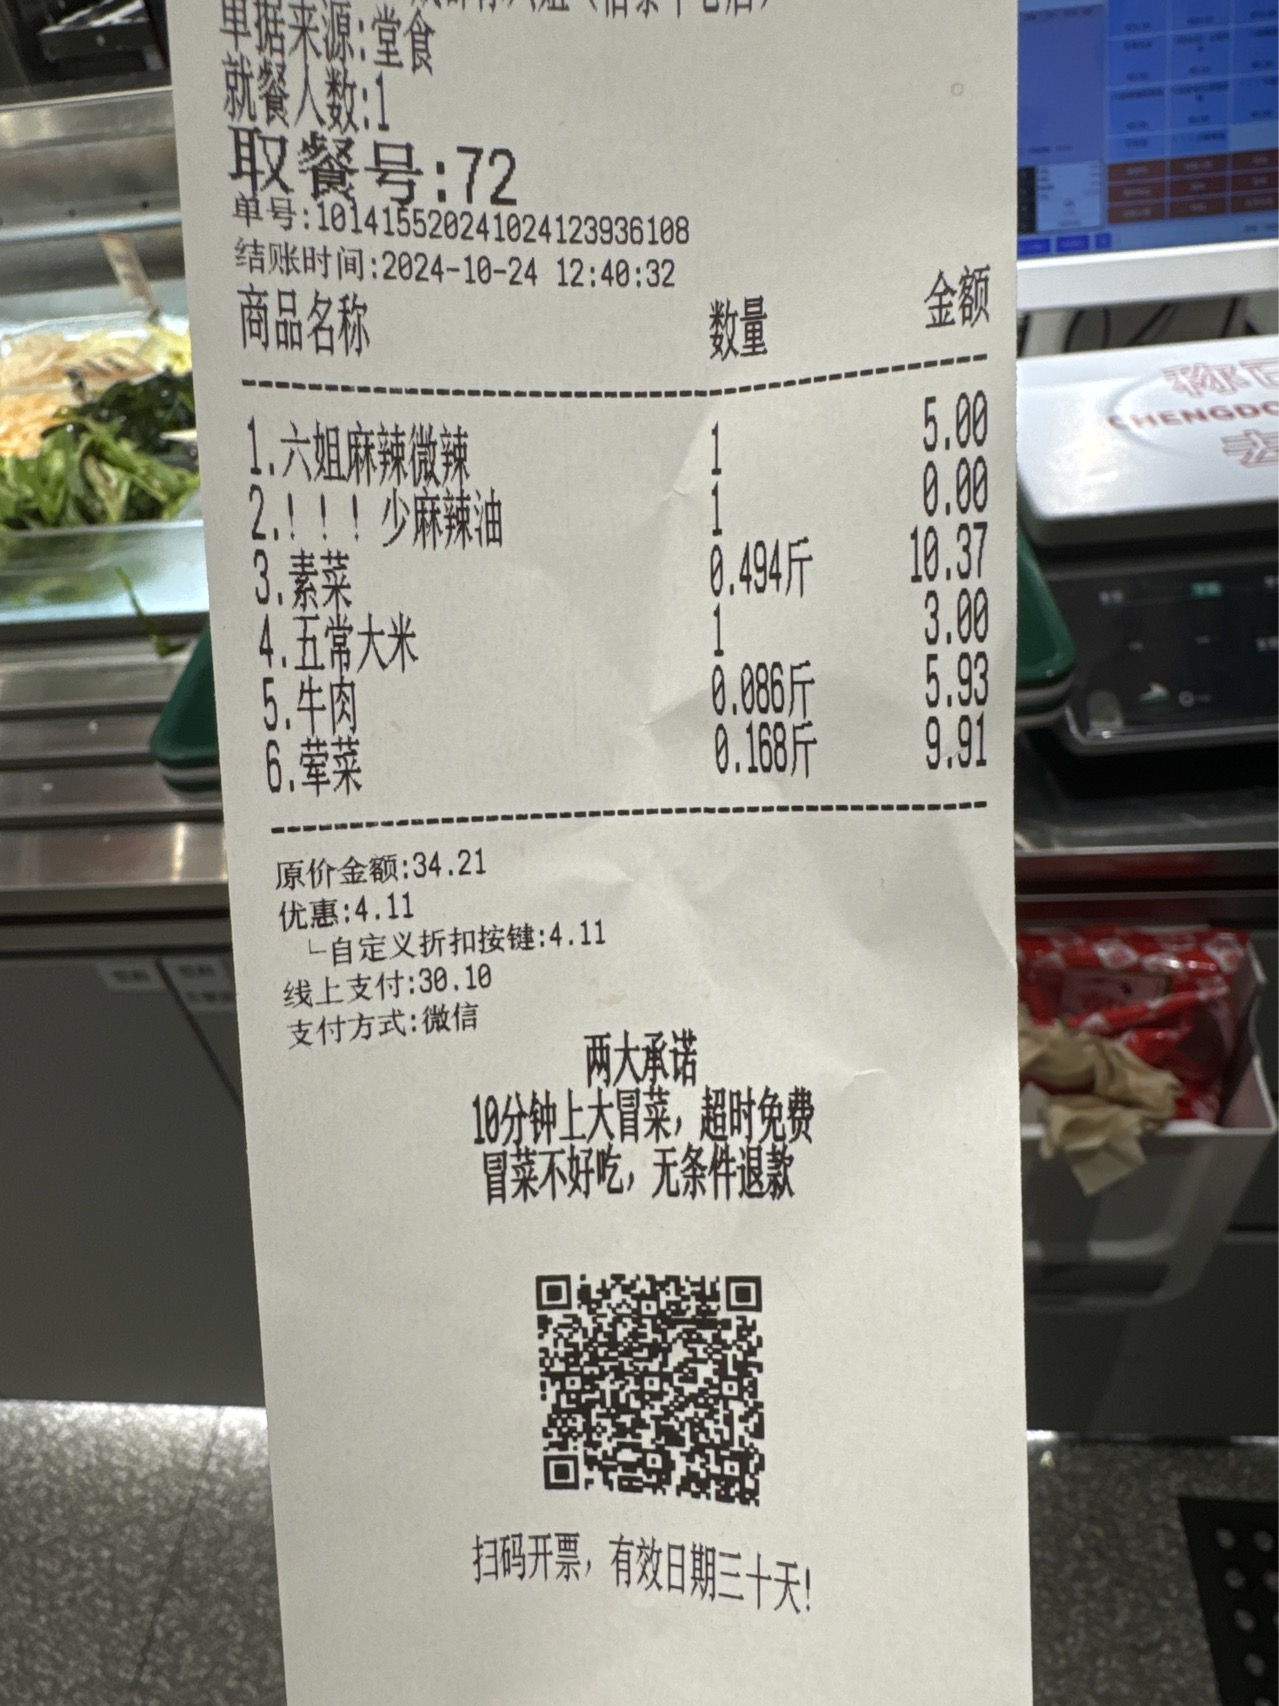 单据来源:堂食
就餐人数:1
取餐号:72
单号:10141552024102412393​6108
结账时间:2024-10-24 12:40:32
商品名称 数量 金额
1.六姐麻辣微辣 1 5.00
2.！！！少麻辣油 1 0.00
3.素菜 0.494斤 10.37
4.五常大米 1 3.00
5.牛肉 0.086斤 5.93
6.荤菜 0.168斤 9.91
原价金额:34.21
优惠:4.11
└自定义折扣按键:4.11
线上支付:30.10
支付方式:微信
两大承诺
10分钟上大冒菜，超时免费
冒菜不好吃，无条件退款
扫码开票，有效日期三十天!
CHENGDO